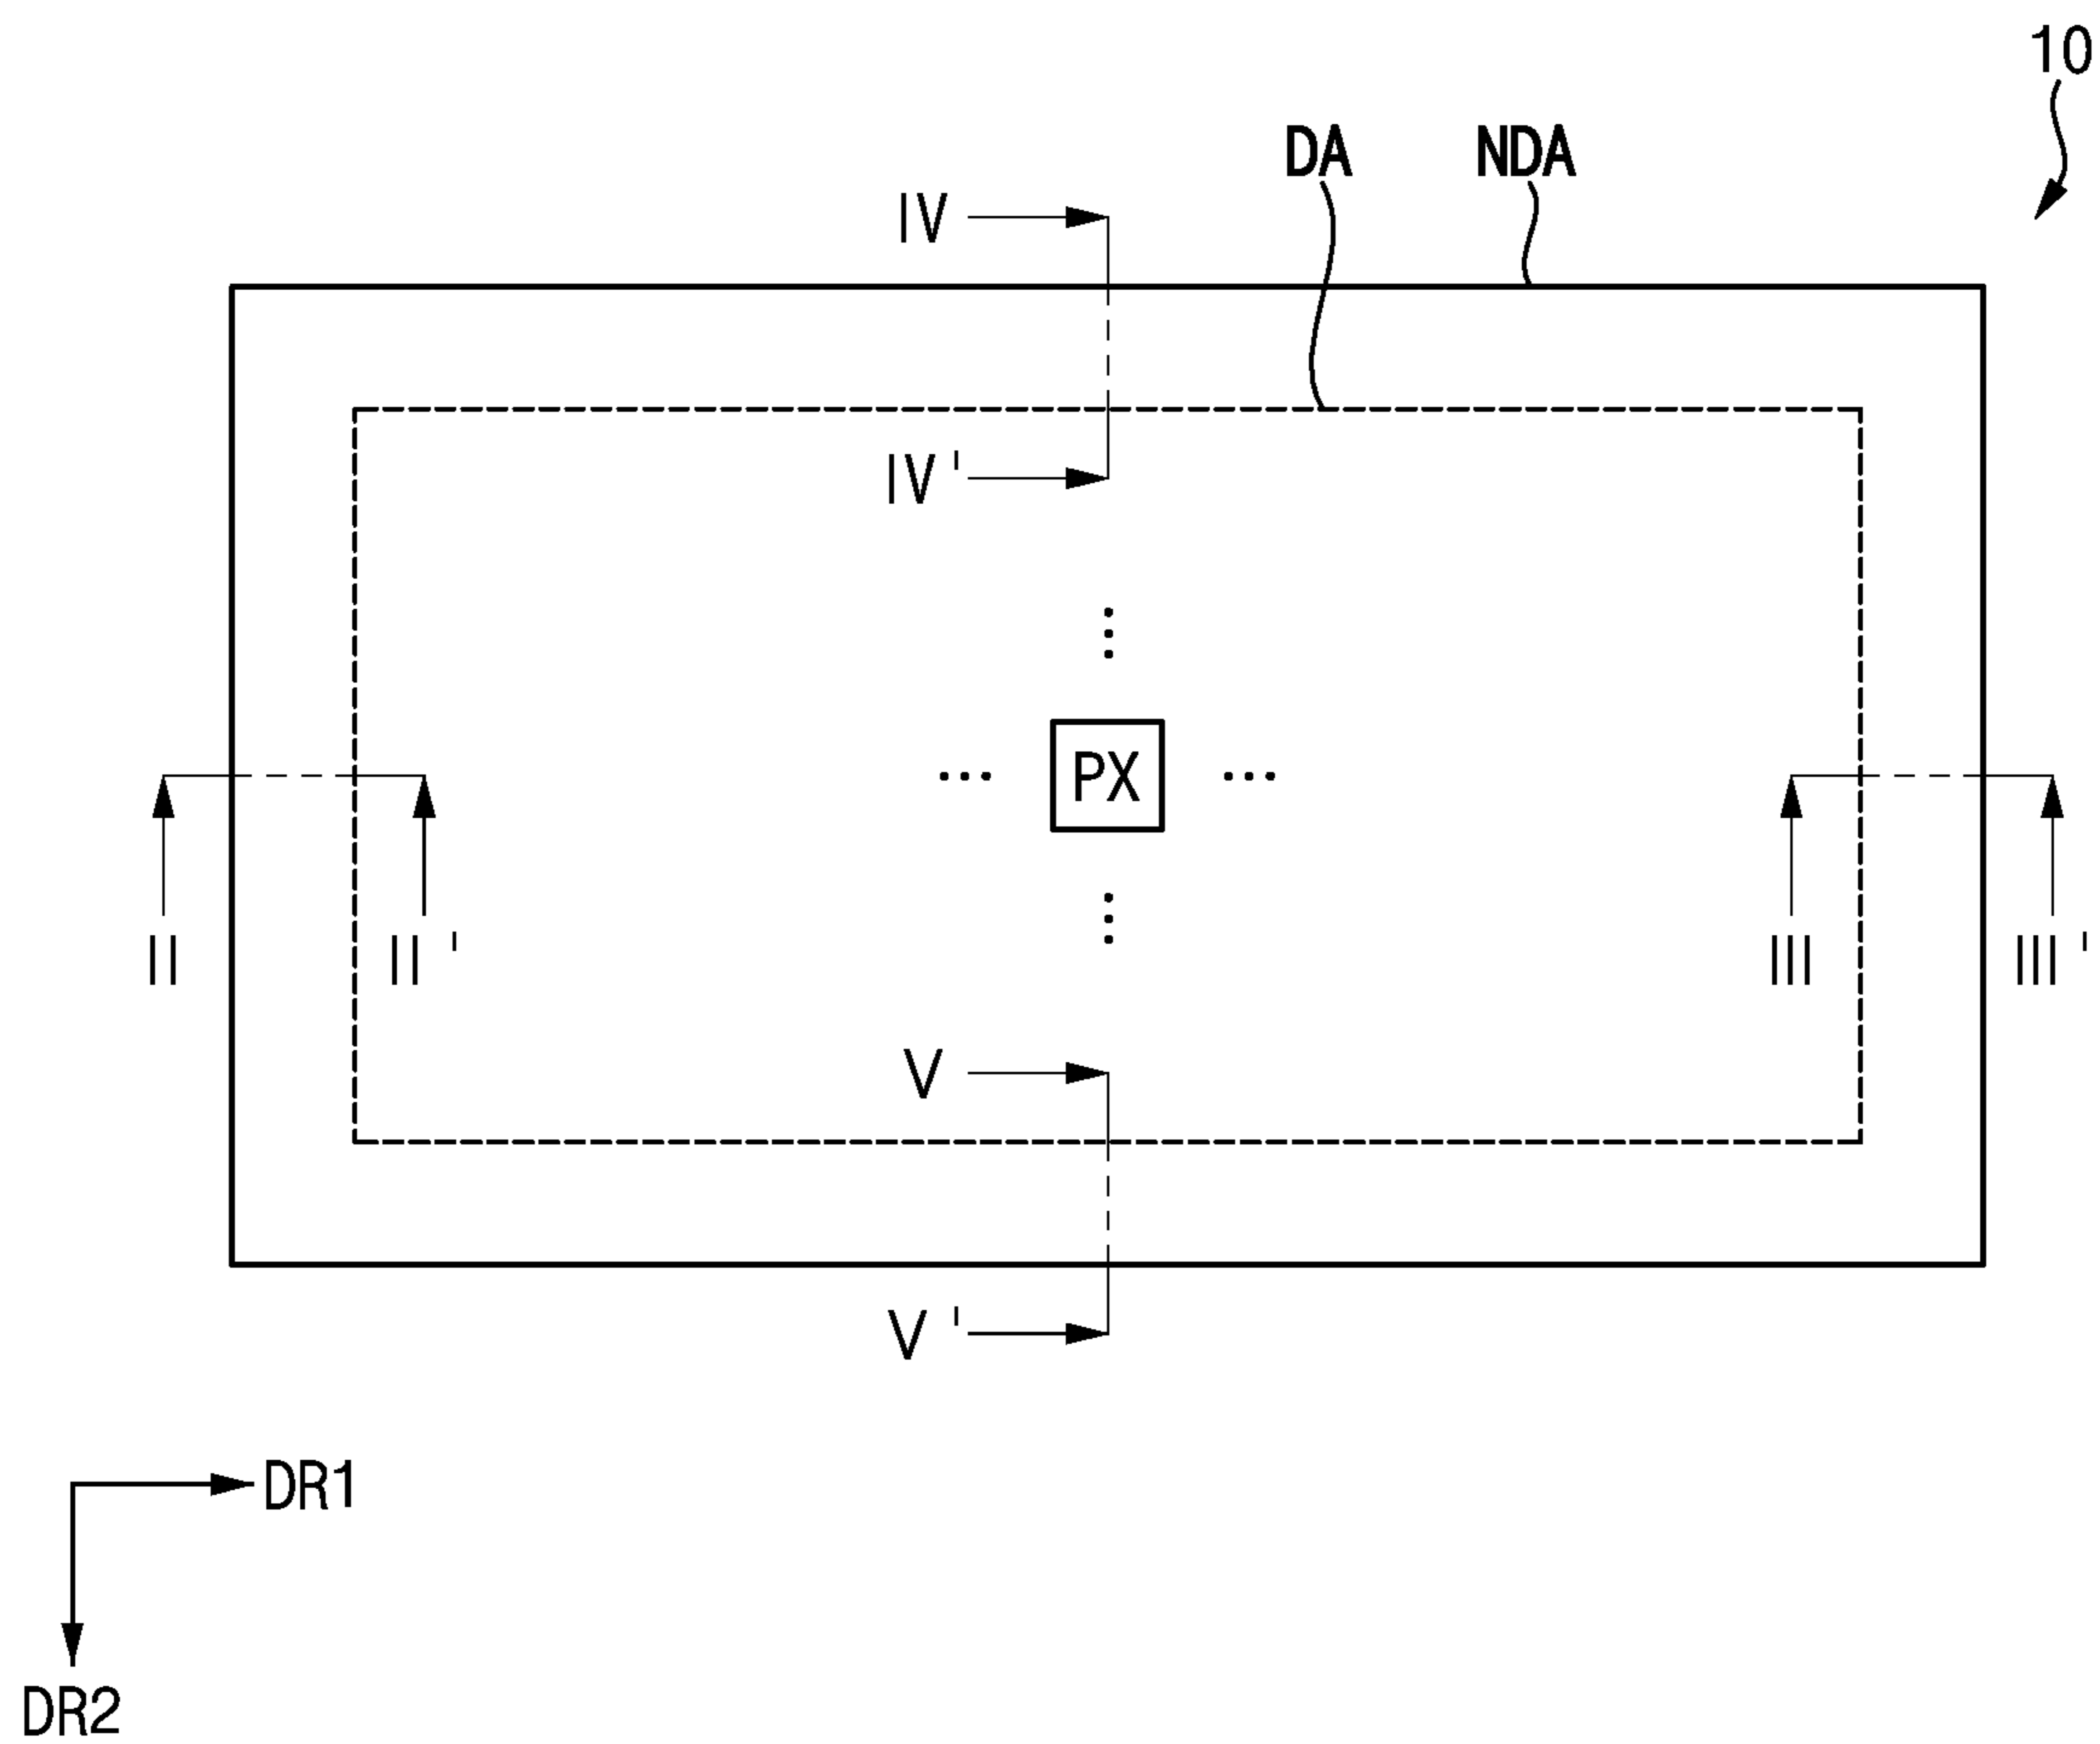 10
DA
NDA
IV
IV'
... PX ...
II
II'
III
III'
V
V'
DR1
DR2